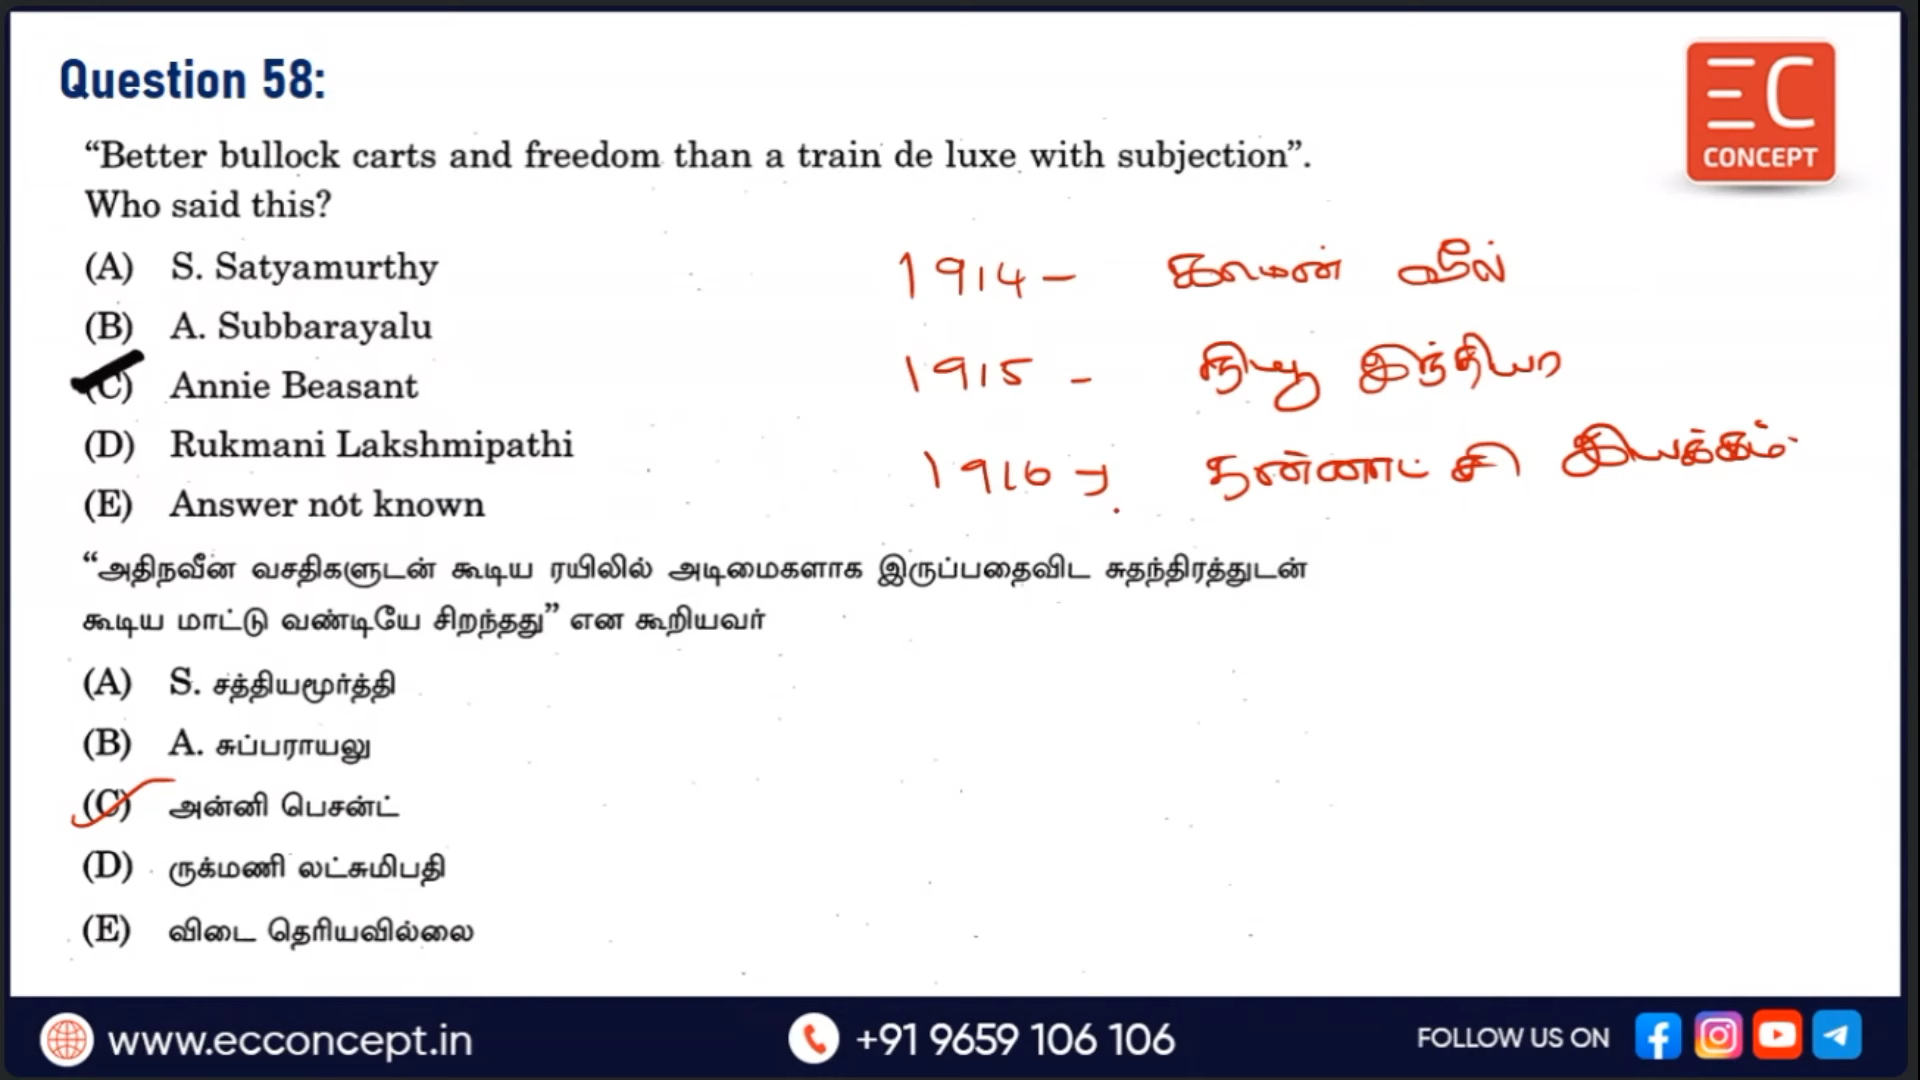 Question 58:
EC
CONCEPT
“Better bullock carts and freedom than a train de luxe with subjection”.
Who said this?
(A) S. Satyamurthy
(B) A. Subbarayalu
(C) Annie Beasant
(D) Rukmani Lakshmipathi
(E) Answer not known
1914 - காமன் வீல்
1915 - நியூ இந்தியா
1916 → தன்னாட்சி இயக்கம்
“அதிநவீன வசதிகளுடன் கூடிய ரயிலில் அடிமைகளாக இருப்பதைவிட சுதந்திரத்துடன்
கூடிய மாட்டு வண்டியே சிறந்தது” என கூறியவர்
(A) S. சத்தியமூர்த்தி
(B) A. சுப்பராயலு
(C) அன்னி பெசன்ட்
(D) ருக்மணி லட்சுமிபதி
(E) விடை தெரியவில்லை
www.ecconcept.in
+91 9659 106 106
FOLLOW US ON